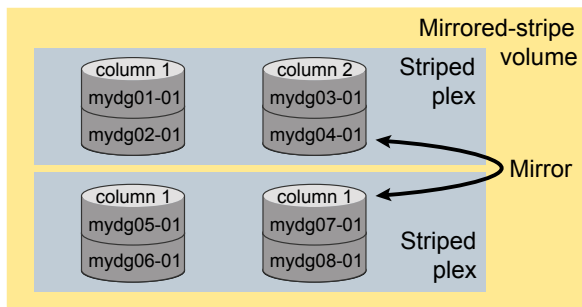 Mirrored-stripe
volume
column 1
mydg01-01
mydg02-01
column 2
mydg03-01
mydg04-01
Striped
plex
Mirror
column 1
mydg05-01
mydg06-01
column 1
mydg07-01
mydg08-01
Striped
plex